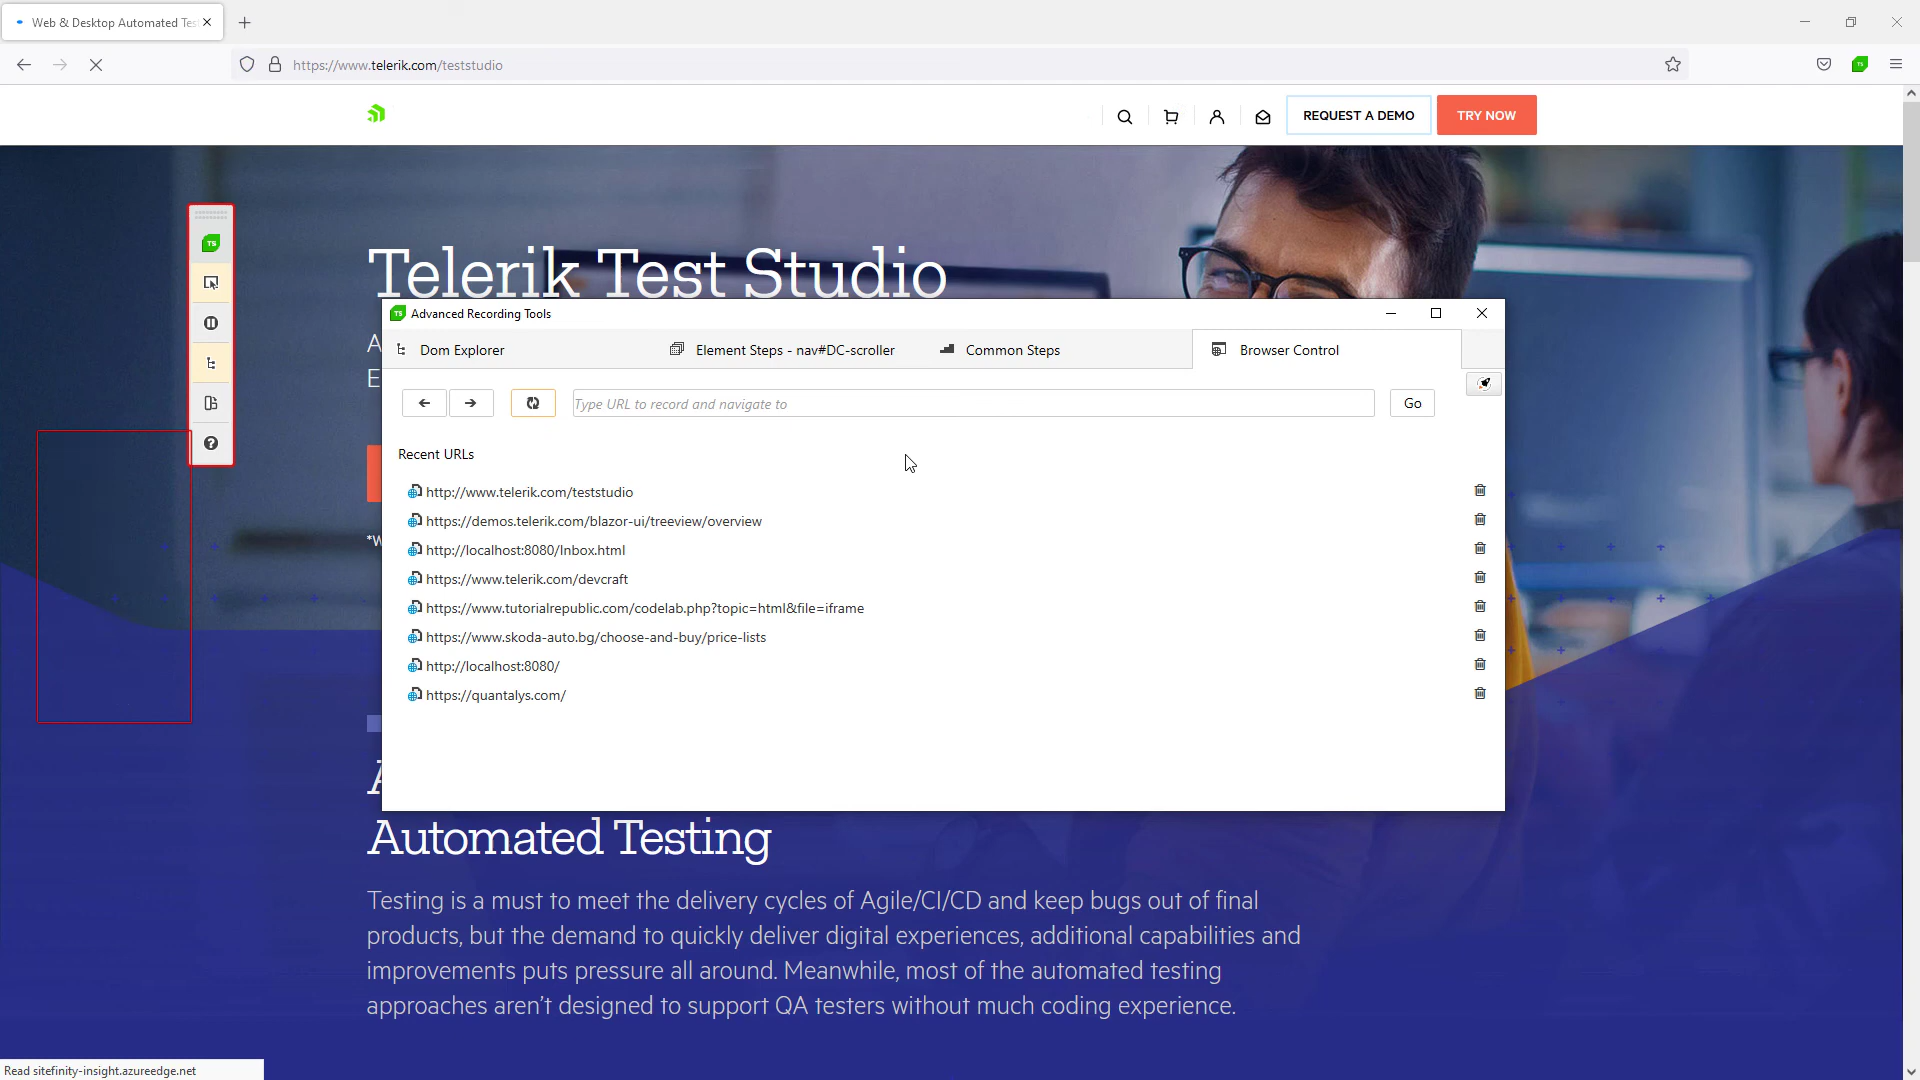 Web & Desktop Automated Tes
https://www.telerik.com/teststudio
TS
REQUEST A DEMO
TRY NOW
Telerik Test Studio
TS
A
E
*W
TS
Advanced Recording Tools
Dom Explorer
Element Steps - nav#DC-scroller
Common Steps
Browser Control
Type URL to record and navigate to
Go
Recent URLs
http://www.telerik.com/teststudio
https://demos.telerik.com/blazor-ui/treeview/overview
http://localhost:8080/Inbox.html
https://www.telerik.com/devcraft
https://www.tutorialrepublic.com/codelab.php?topic=html&file=iframe
https://www.skoda-auto.bg/choose-and-buy/price-lists
http://localhost:8080/
https://quantalys.com/
Automated Testing
Testing is a must to meet the delivery cycles of Agile/CI/CD and keep bugs out of final
products, but the demand to quickly deliver digital experiences, additional capabilities and
improvements puts pressure all around. Meanwhile, most of the automated testing
approaches aren't designed to support QA testers without much coding experience.
Read sitefinity-insight.azureedge.net